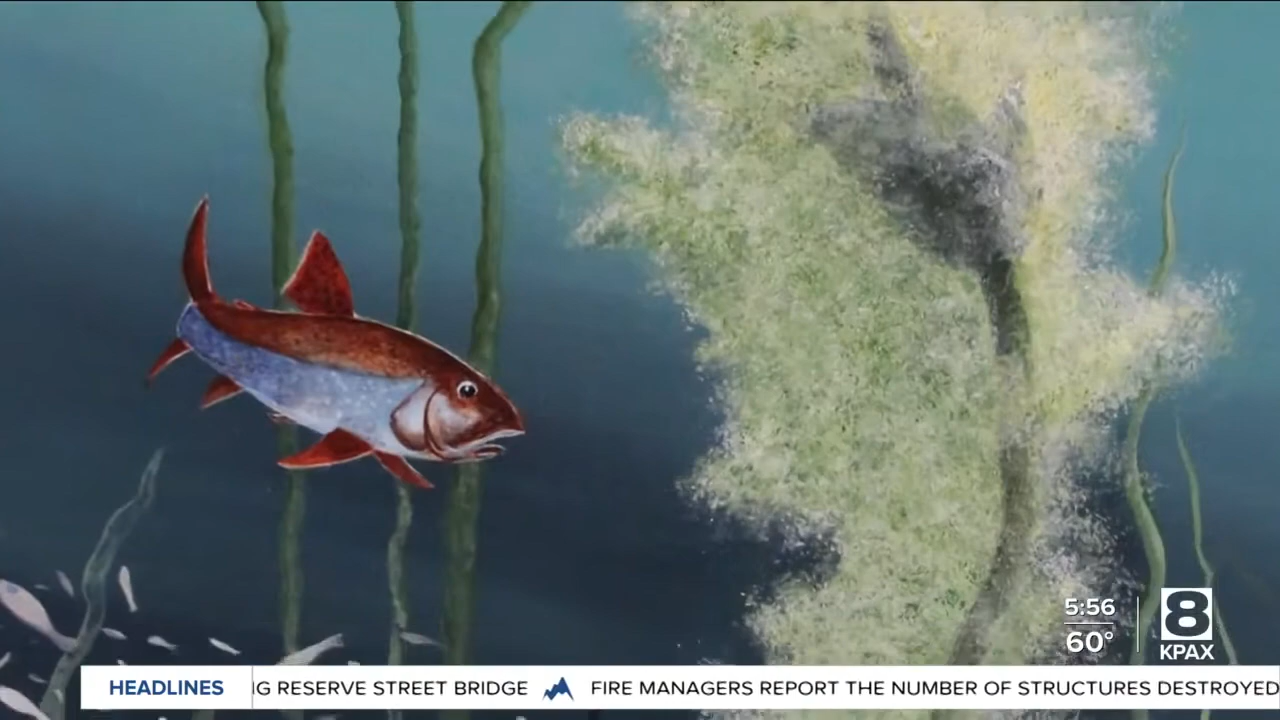 5:56
60°
8
KPAX
HEADLINES
G RESERVE STREET BRIDGE FIRE MANAGERS REPORT THE NUMBER OF STRUCTURES DESTROYED